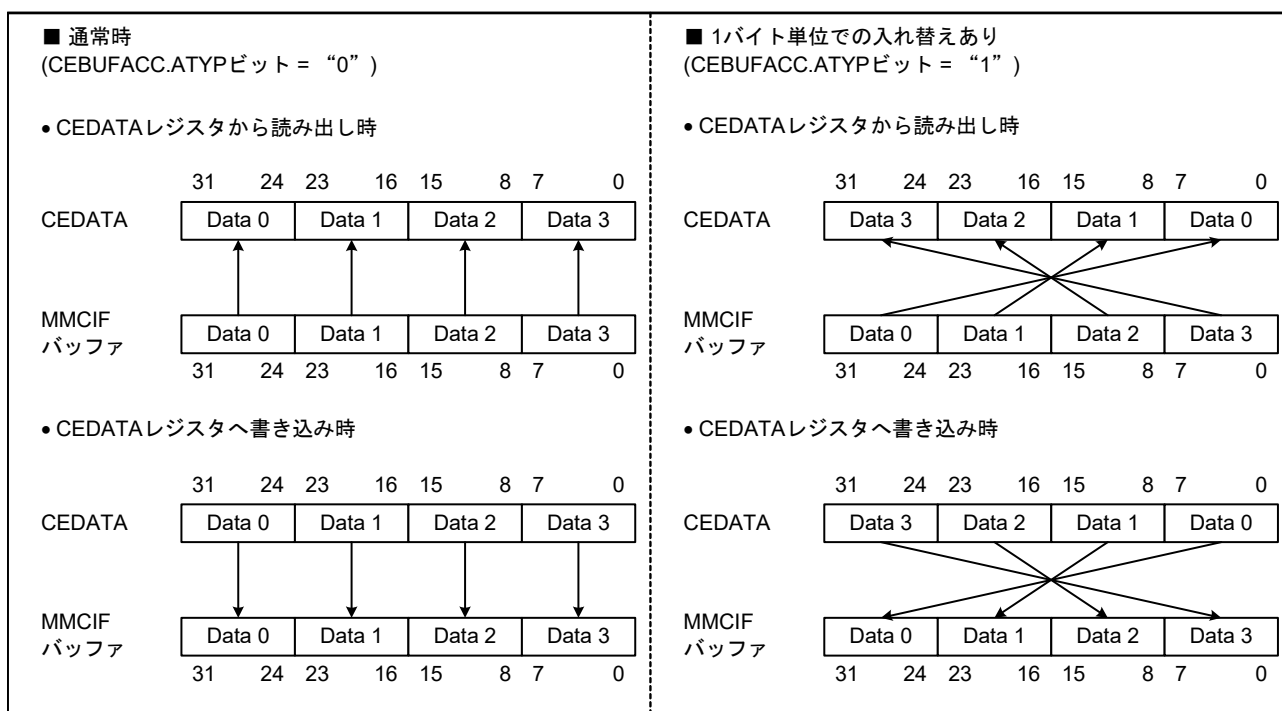 ■ 通常時
(CEBUFACC.ATYPビット = “0”)
• CEDATAレジスタから読み出し時
31 24 23 16 15 8 7 0
CEDATA Data 0 Data 1 Data 2 Data 3
MMCIF
バッファ Data 0 Data 1 Data 2 Data 3
31 24 23 16 15 8 7 0
• CEDATAレジスタへ書き込み時
31 24 23 16 15 8 7 0
CEDATA Data 0 Data 1 Data 2 Data 3
MMCIF
バッファ Data 0 Data 1 Data 2 Data 3
31 24 23 16 15 8 7 0
■ 1バイト単位での入れ替えあり
(CEBUFACC.ATYPビット = “1”)
• CEDATAレジスタから読み出し時
31 24 23 16 15 8 7 0
CEDATA Data 3 Data 2 Data 1 Data 0
MMCIF
バッファ Data 0 Data 1 Data 2 Data 3
31 24 23 16 15 8 7 0
• CEDATAレジスタへ書き込み時
31 24 23 16 15 8 7 0
CEDATA Data 3 Data 2 Data 1 Data 0
MMCIF
バッファ Data 0 Data 1 Data 2 Data 3
31 24 23 16 15 8 7 0